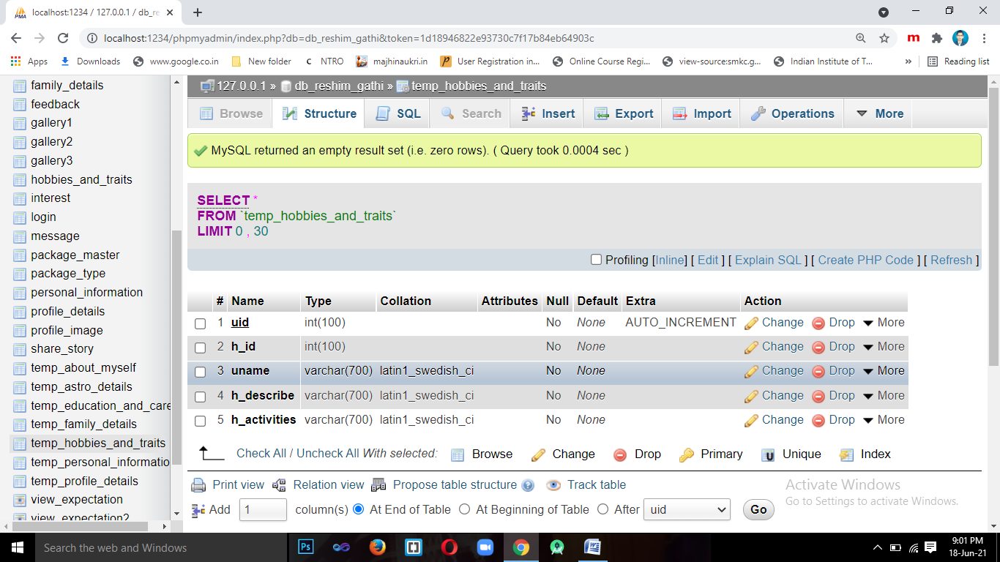 localhost:1234 / 127.0.0.1 / db_re
localhost:1234/phpmyadmin/index.php?db=db_reshim_gathi&token=1d18946822e93730c7f17b84eb64903c
Apps Downloads www.google.co.in New folder NTRO majhinaukri.in User Registration in... Online Course Regi... view-source:smkc.g... Indian Institute of T... » Reading list
family_details
feedback
gallery1
gallery2
gallery3
hobbies_and_traits
interest
login
message
package_master
package_type
personal_information
profile_details
profile_image
share_story
temp_about_myself
temp_astro_details
temp_education_and_care
temp_family_details
temp_hobbies_and_traits
temp_personal_informatio
temp_profile_details
view_expectation
view_expectation2
127.0.0.1 » db_reshim_gathi » temp_hobbies_and_traits
Browse Structure SQL Search Insert Export Import Operations More
MySQL returned an empty result set (i.e. zero rows). ( Query took 0.0004 sec )
SELECT *
FROM `temp_hobbies_and_traits`
LIMIT 0 , 30
Profiling [Inline] [ Edit ] [ Explain SQL ] [ Create PHP Code ] [ Refresh ]
# Name Type Collation Attributes Null Default Extra Action
1 uid int(100) No None AUTO_INCREMENT Change Drop More
2 h_id int(100) No None Change Drop More
3 uname varchar(700) latin1_swedish_ci No None Change Drop More
4 h_describe varchar(700) latin1_swedish_ci No None Change Drop More
5 h_activities varchar(700) latin1_swedish_ci No None Change Drop More
Check All / Uncheck All With selected: Browse Change Drop Primary Unique Index
Print view Relation view Propose table structure Track table
Add 1 column(s) At End of Table At Beginning of Table After uid Go
Activate Windows
Go to Settings to activate Windows.
Search the web and Windows
9:01 PM
18-Jun-21